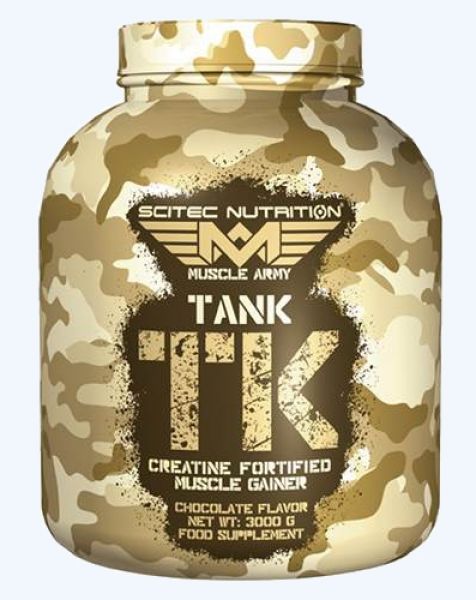 SCITEC NUTRITION
M
MUSCLE ARMY
TANK
TK
CREATINE FORTIFIED
MUSCLE GAINER
CHOCOLATE FLAVOR
NET WT: 3000 G
FOOD SUPPLEMENT